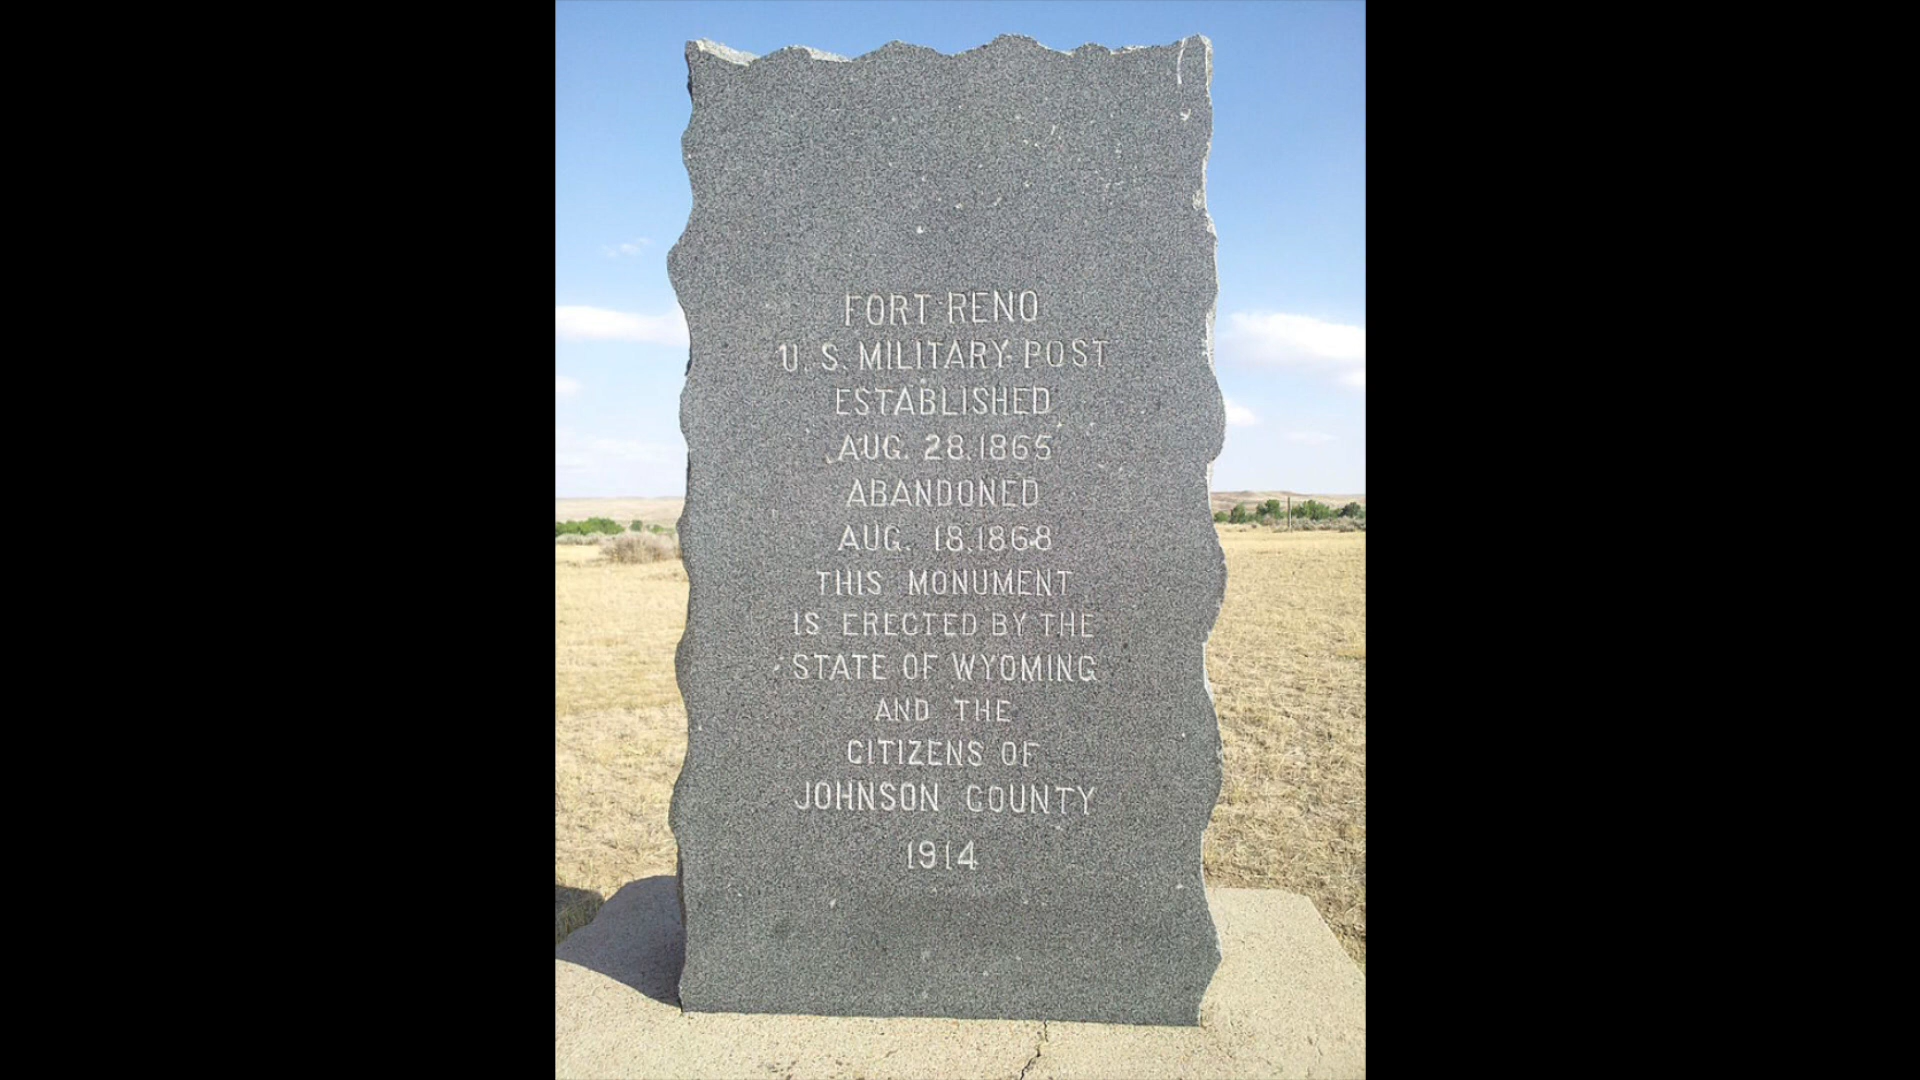 FORT RENO
U. S. MILITARY POST
ESTABLISHED
AUG. 28, 1865
ABANDONED
AUG. 18, 1868
THIS MONUMENT
IS ERECTED BY THE
STATE OF WYOMING
AND THE
CITIZENS OF
JOHNSON COUNTY
1914